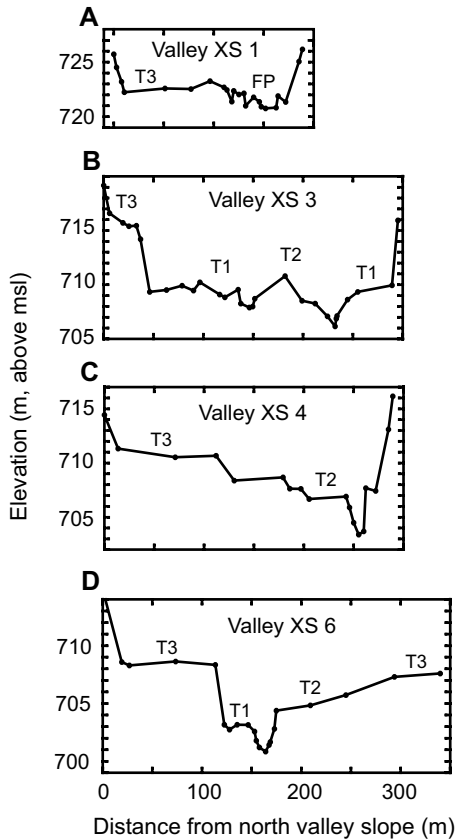 A
Valley XS 1
725
T3
FP
720
B
Valley XS 3
T3
715
T1
T2
T1
710
705
Elevation (m, above msl)
C
Valley XS 4
715
T3
710
T2
705
D
Valley XS 6
710
T3
T3
T2
705
T1
700
0 100 200 300
Distance from north valley slope (m)